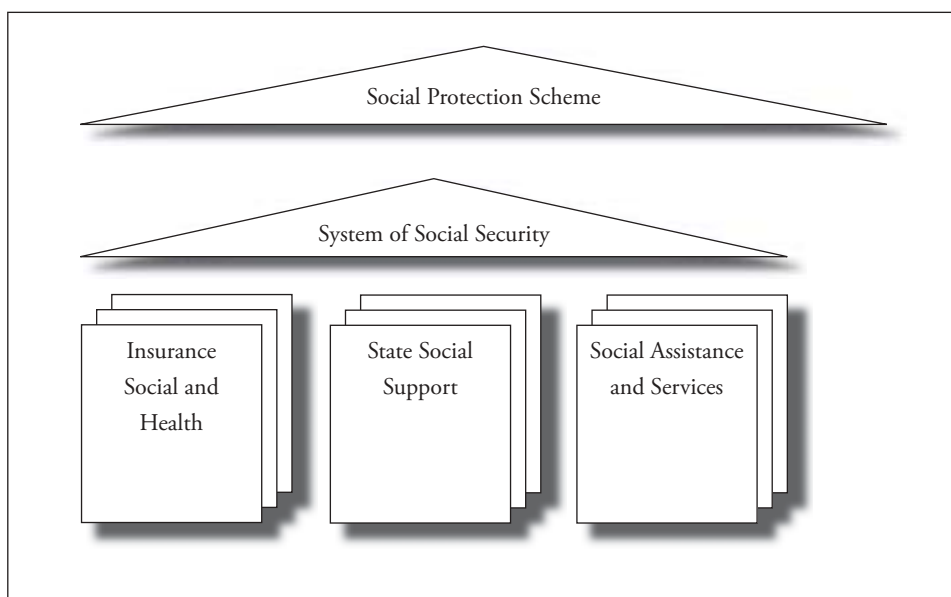 Social Protection Scheme
System of Social Security
Insurance
Social and
Health
State Social
Support
Social Assistance
and Services